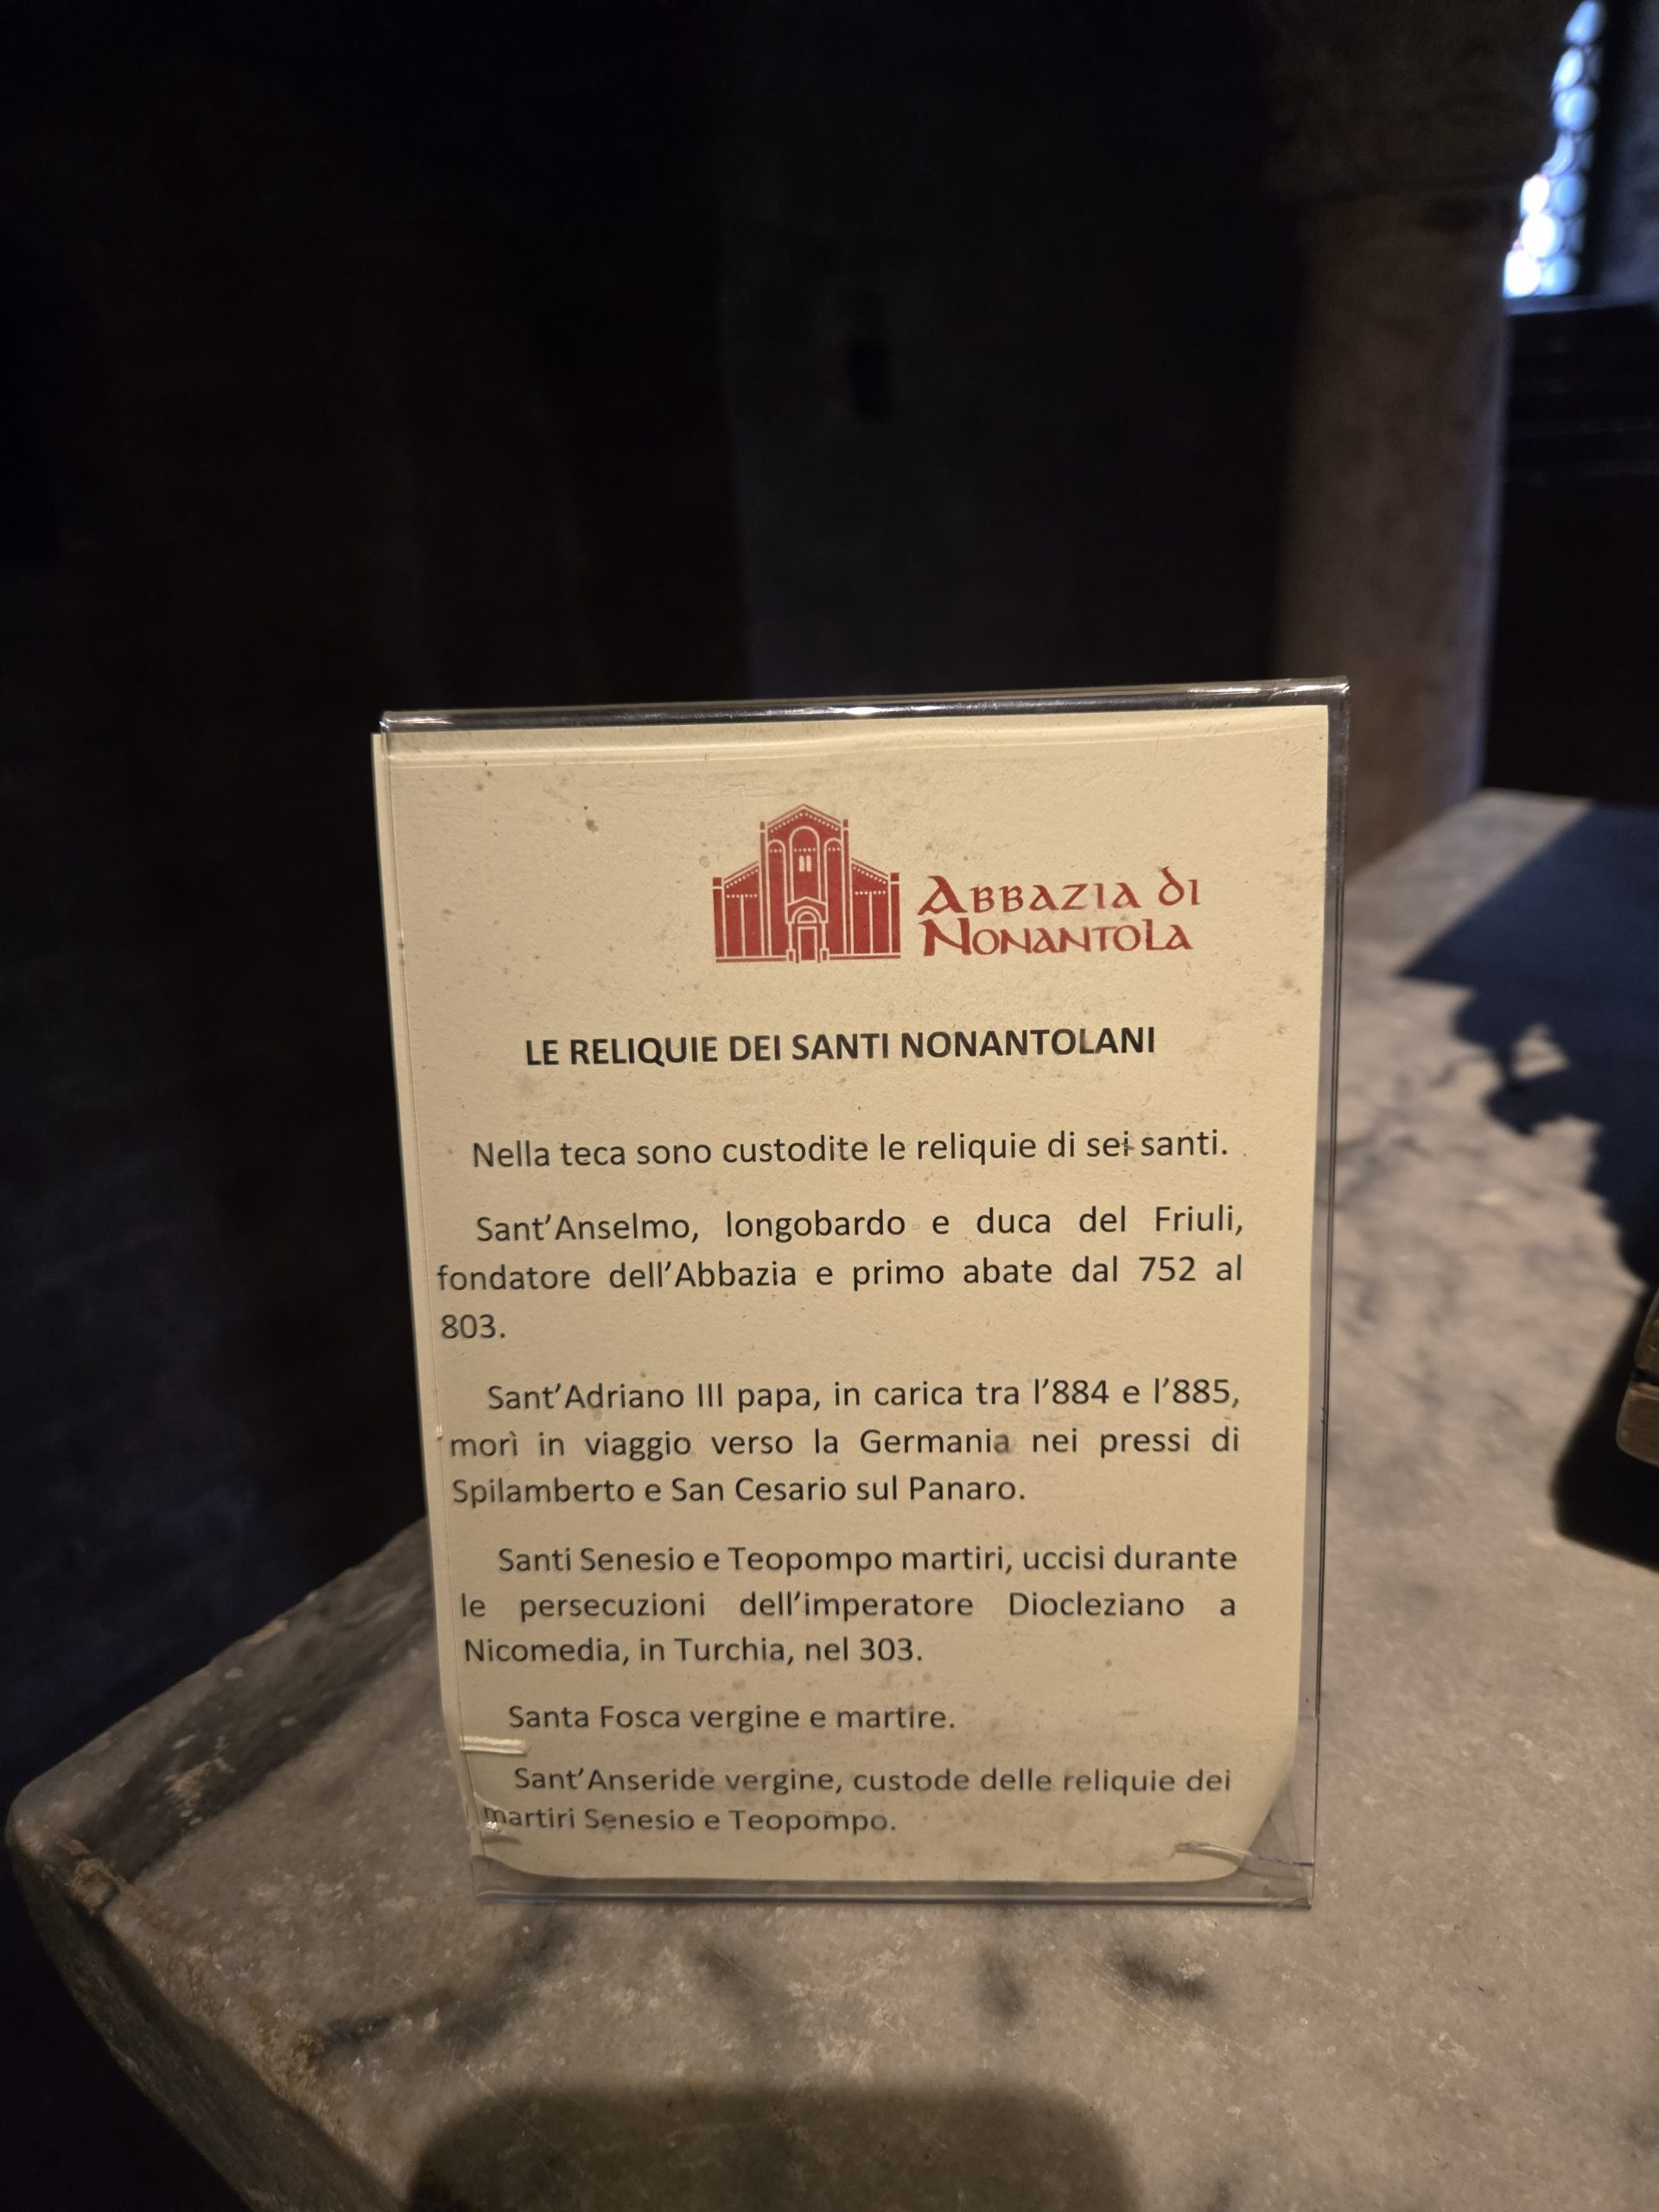 Abbazia di
Nonantola
LE RELIQUIE DEI SANTI NONANTOLANI
Nella teca sono custodite le reliquie di sei santi.
Sant'Anselmo, longobardo e duca del Friuli,
fondatore dell'Abbazia e primo abate dal 752 al
803.
Sant'Adriano III papa, in carica tra l'884 e l'885,
morì in viaggio verso la Germania nei pressi di
Spilamberto e San Cesario sul Panaro.
Santi Senesio e Teopompo martiri, uccisi durante
le persecuzioni dell'imperatore Diocleziano a
Nicomedia, in Turchia, nel 303.
Santa Fosca vergine e martire.
Sant'Anseride vergine, custode delle reliquie dei
martiri Senesio e Teopompo.